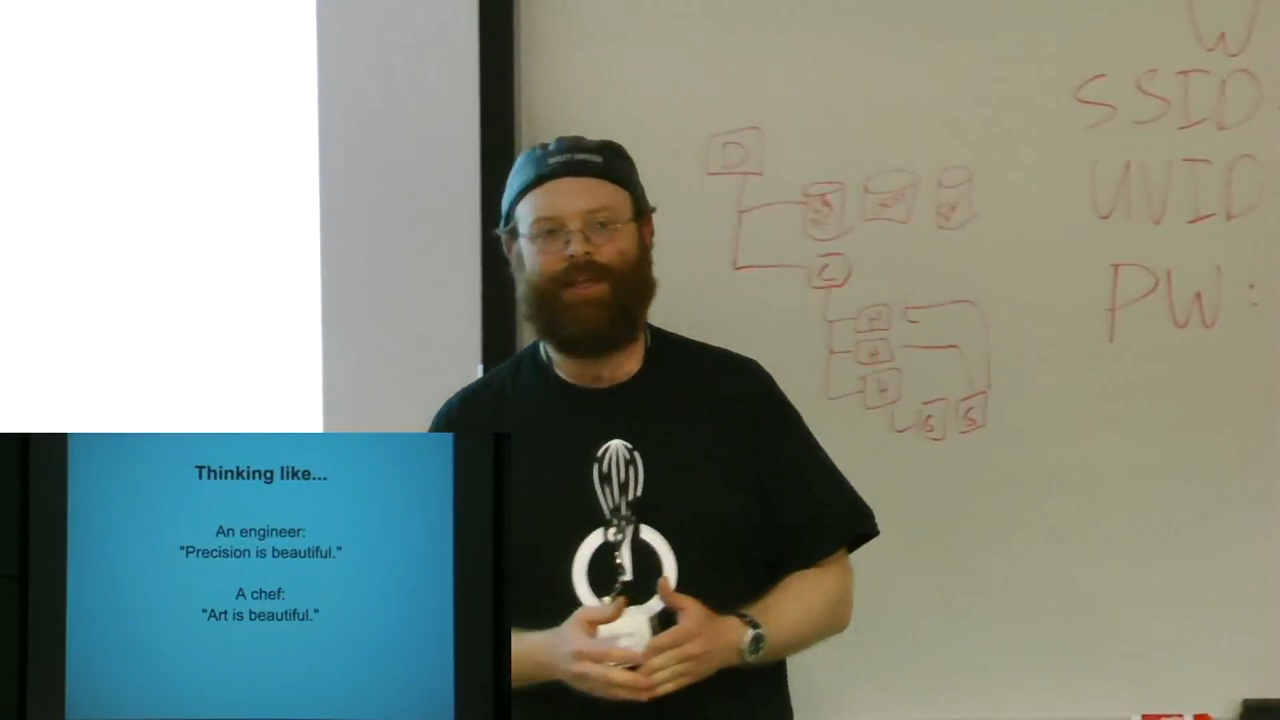 W
SSID
UVID
PW:
D
C
S
S
Thinking like...
An engineer:
"Precision is beautiful."
A chef:
"Art is beautiful."